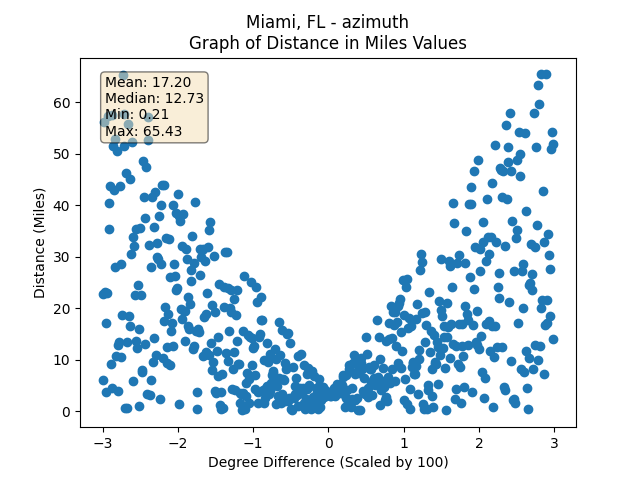 Miami, FL - azimuth
Graph of Distance in Miles Values
Mean: 17.20
Median: 12.73
Min: 0.21
Max: 65.43
60
50
40
30
20
10
0
Distance (Miles)
−3 −2 −1 0 1 2 3
Degree Difference (Scaled by 100)